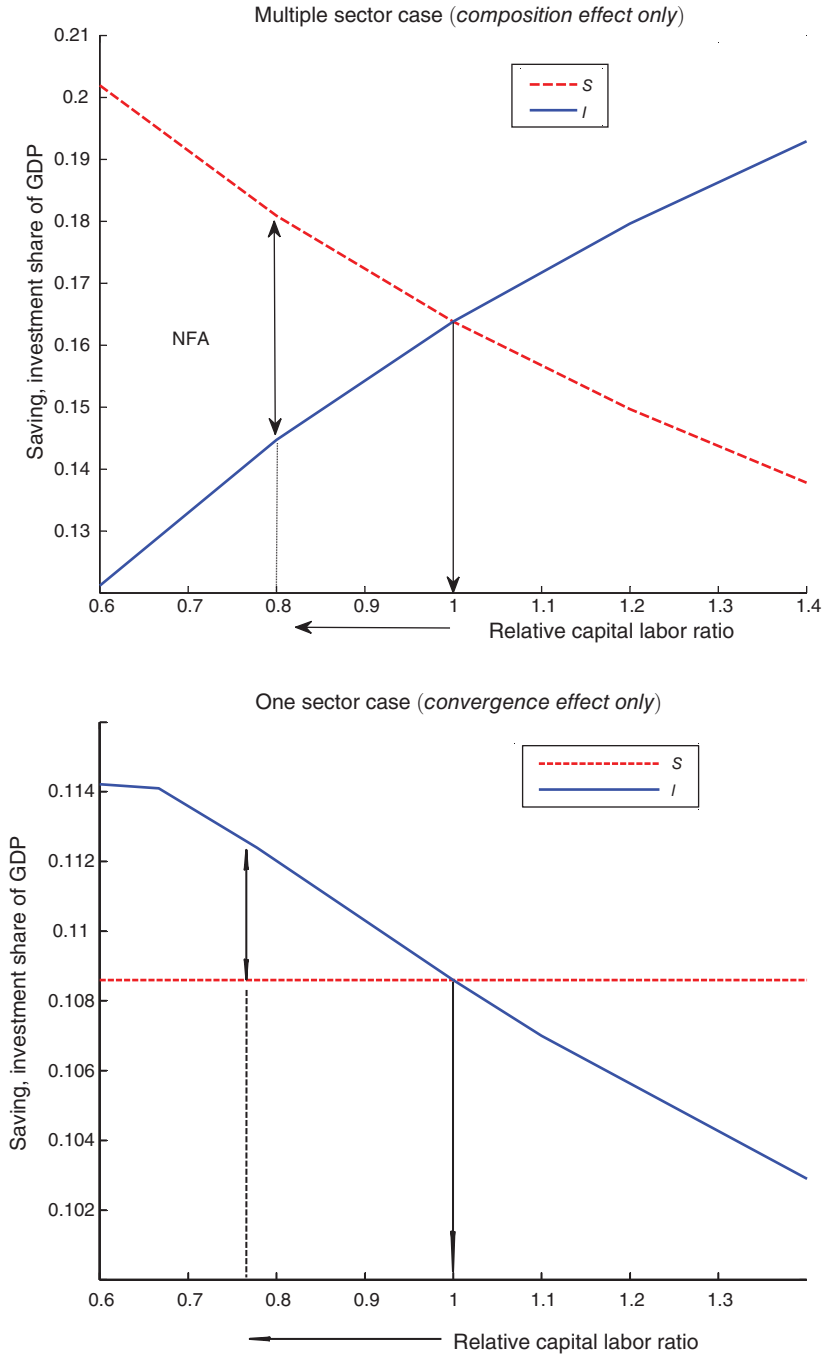 Multiple sector case (composition effect only)
0.21
0.2
0.19
0.18
0.17
0.16
0.15
0.14
0.13
Saving, investment share of GDP
S
I
NFA
0.6 0.7 0.8 0.9 1 1.1 1.2 1.3 1.4
Relative capital labor ratio
One sector case (convergence effect only)
0.114
0.112
0.11
0.108
0.106
0.104
0.102
Saving, investment share of GDP
S
I
0.6 0.7 0.8 0.9 1 1.1 1.2 1.3
Relative capital labor ratio